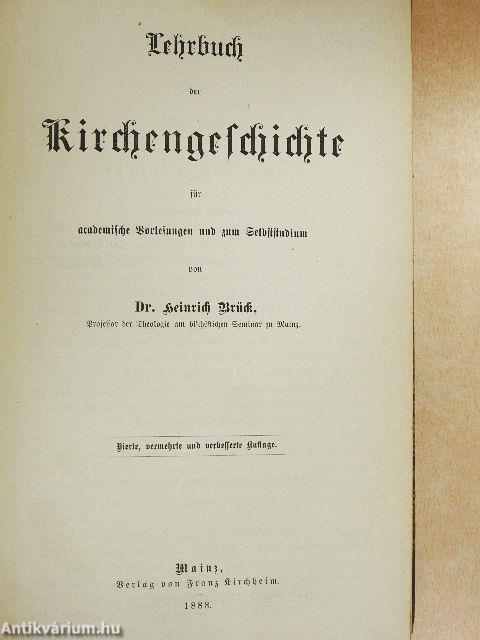 Lehrbuch
der
Kirchengeschichte
für
academische Vorlesungen und zum Selbststudium
von
Dr. Heinrich Brück,
Professor der Theologie am bischöflichen Seminar zu Mainz.
Vierte, vermehrte und verbesserte Auflage.
Mainz,
Verlag von Franz Kirchheim.
1888.
Antikvárium.hu